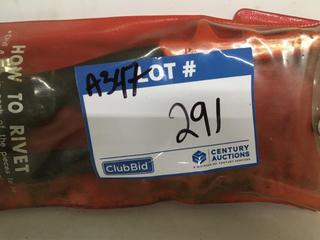 HOW TO RIVET
A347
LOT #
291
ClubBid
CENTURY
AUCTIONS